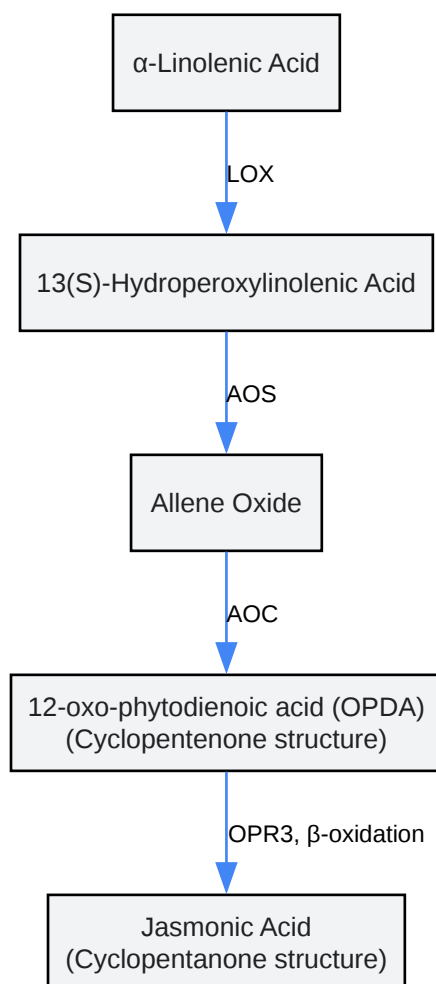 α-Linolenic Acid
LOX
13(S)-Hydroperoxylinolenic Acid
AOS
Allene Oxide
AOC
12-oxo-phytodienoic acid (OPDA)
(Cyclopentenone structure)
OPR3, β-oxidation
Jasmonic Acid
(Cyclopentanone structure)